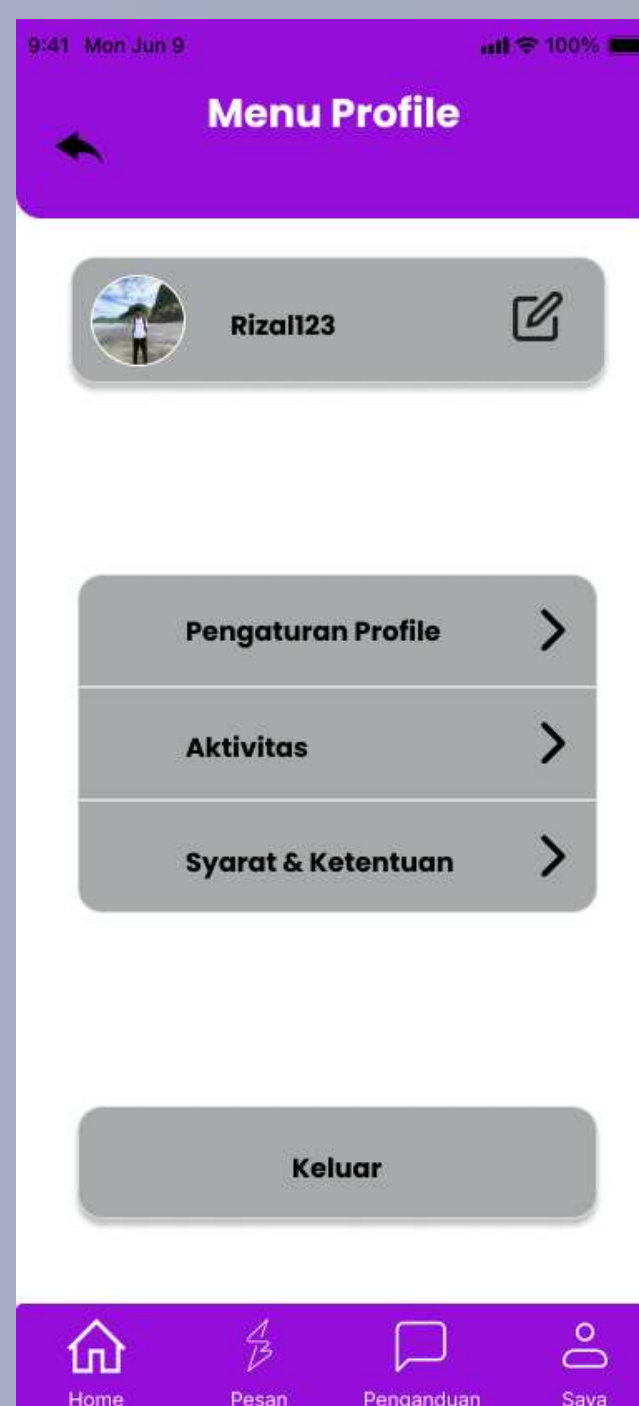 9:41 Mon Jun 9 100%
Menu Profile
Rizal123
Pengaturan Profile
Aktivitas
Syarat & Ketentuan
Keluar
Home Pesan Penganduan Saya